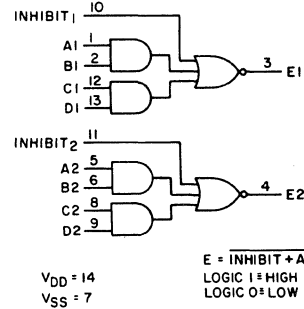 INHIBIT1 10
A1 1
B1 2
C1 12
D1 13
3 E1
INHIBIT2 11
A2 5
B2 6
C2 8
D2 9
4 E2
E = INHIBIT + A
VDD = 14
LOGIC 1 ≡ HIGH
VSS = 7
LOGIC 0 ≡ LOW